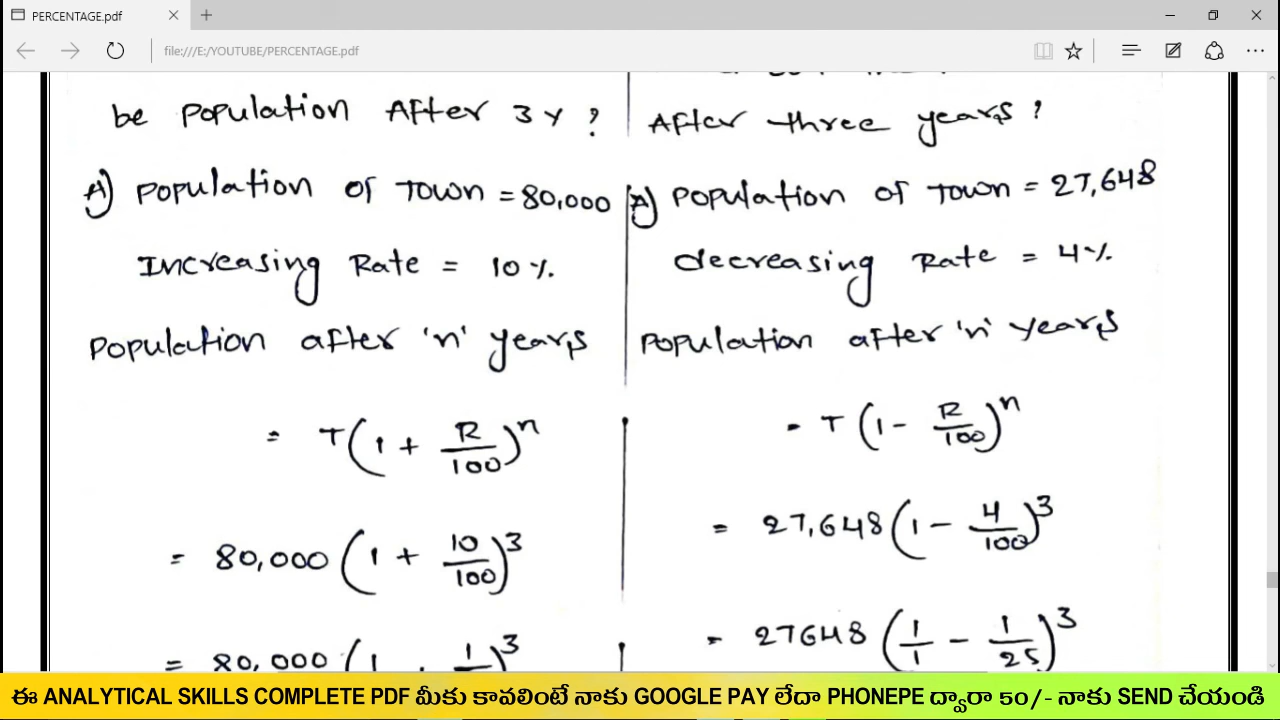 PERCENTAGE.pdf
file:///E:/YOUTUBE/PERCENTAGE.pdf
be population After 3 Y ?
A) population of Town = 80,000
Increasing Rate = 10 %.
population after 'n' years
= T(1 + R/100)^n
= 80,000 (1 + 10/100)^3
= 80,000 (1
After three years ?
A) population of Town = 27,648
decreasing Rate = 4%.
population after 'n' years
= T (1 - R/100)^n
= 27,648 (1 - 4/100)^3
= 27648 (1/1 - 1/25)^3
ఈ ANALYTICAL SKILLS COMPLETE PDF మీకు కావలింటే నాకు GOOGLE PAY లేదా PHONEPE ద్వారా 50/- నాకు SEND చేయండి